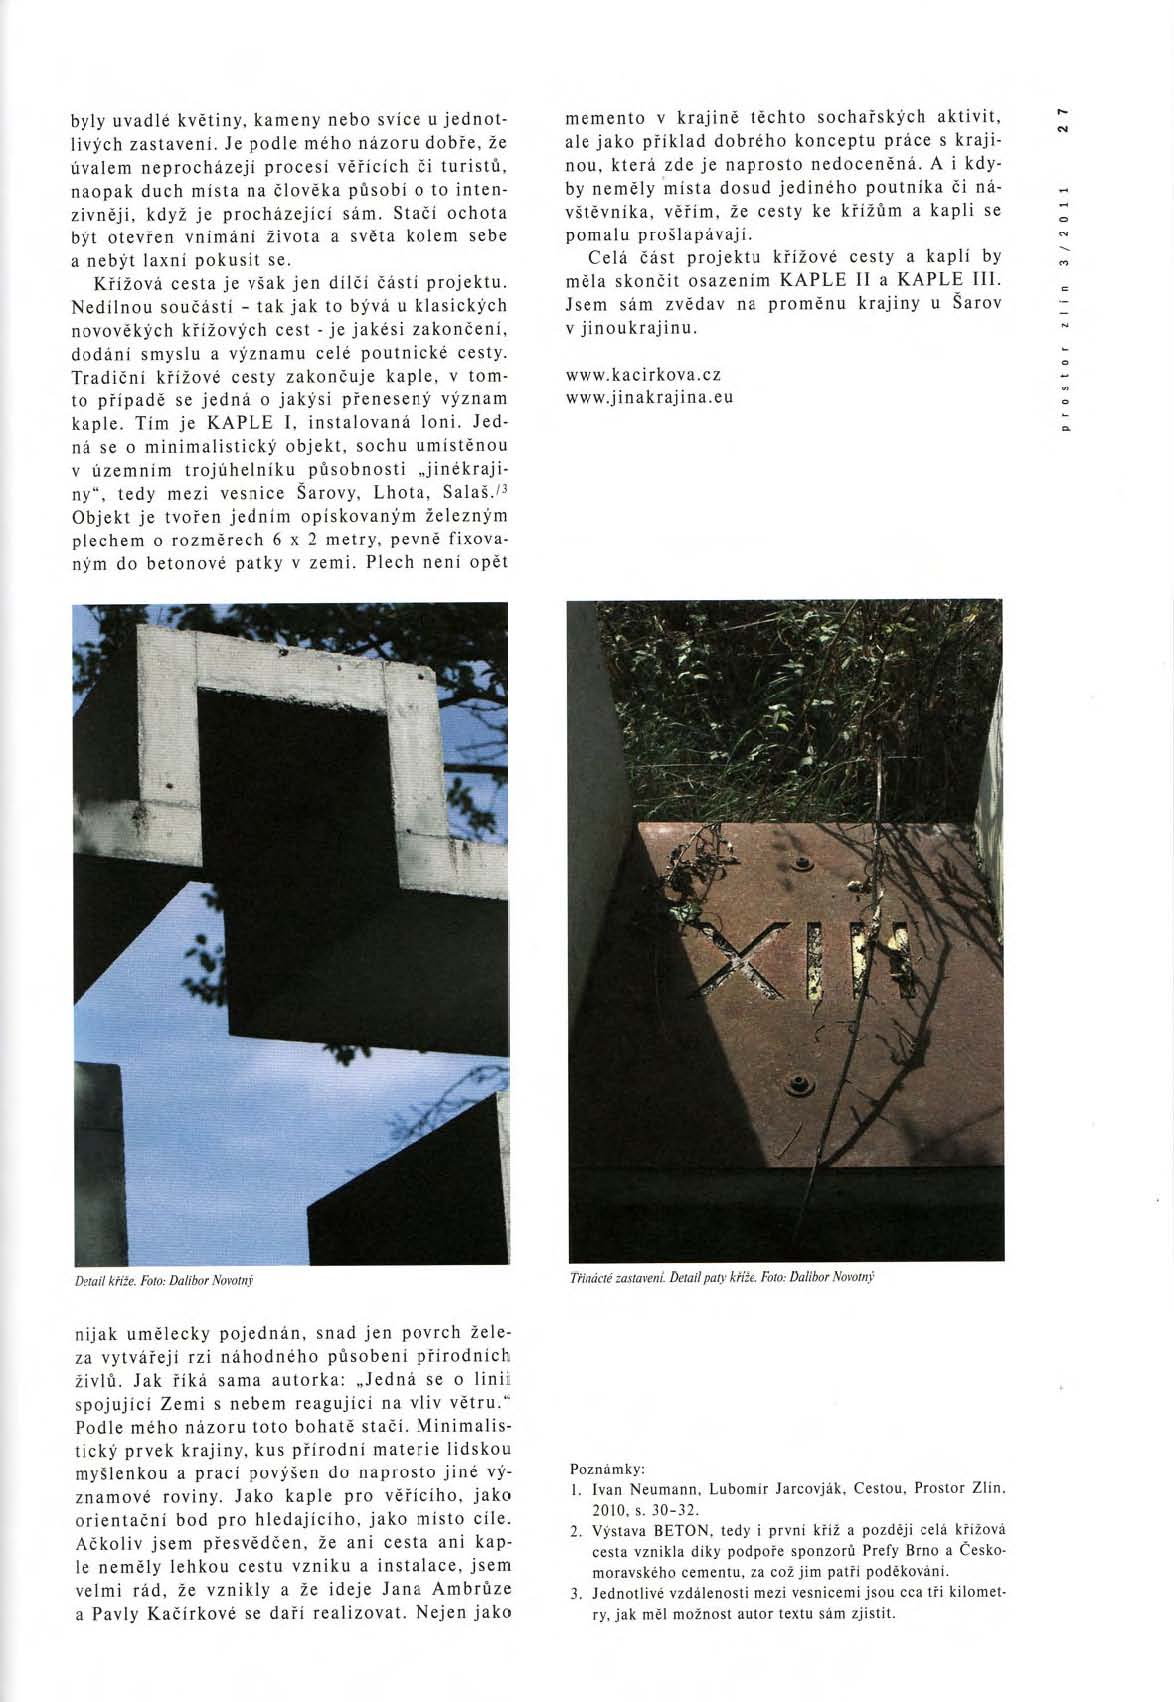 byly uvadlé květiny, kameny nebo svíce u jednot-
livých zastavení. Je podle mého názoru dobře, že
úvalem neprocházejí procesí věřících či turistů,
naopak duch místa na člověka působí o to inten-
zivněji, když je procházející sám. Stačí ochota
být otevřen vnímání života a světa kolem sebe
a nebýt laxní pokusit se.
Křížová cesta je však jen dílčí částí projektu.
Nedílnou součástí – tak jak to bývá u klasických
novověkých křížových cest - je jakési zakončení,
dodání smyslu a významu celé poutnické cesty.
Tradiční křížové cesty zakončuje kaple, v tom-
to případě se jedná o jakýsi přenesený význam
kaple. Tím je KAPLE I, instalovaná loni. Jed-
ná se o minimalistický objekt, sochu umístěnou
v územním trojúhelníku působnosti „jinékraji-
ny“, tedy mezi vesnice Šarovy, Lhota, Salaš./3
Objekt je tvořen jedním opískovaným železným
plechem o rozměrech 6 x 2 metry, pevně fixova-
ným do betonové patky v zemi. Plech není opět
Detail kříže. Foto: Dalibor Novotný
nijak umělecky pojednán, snad jen povrch žele-
za vytvářejí rzi náhodného působení přírodních
živlů. Jak říká sama autorka: „Jedná se o linii
spojující Zemi s nebem reagující na vliv větru.“
Podle mého názoru toto bohatě stačí. Minimalis-
tický prvek krajiny, kus přírodní materie lidskou
myšlenkou a prací povýšen do naprosto jiné vý-
znamové roviny. Jako kaple pro věřícího, jako
orientační bod pro hledajícího, jako místo cíle.
Ačkoliv jsem přesvědčen, že ani cesta ani kap-
le neměly lehkou cestu vzniku a instalace, jsem
velmi rád, že vznikly a že ideje Jana Ambrůze
a Pavly Kačírkové se daří realizovat. Nejen jako
memento v krajině těchto sochařských aktivit,
ale jako příklad dobrého konceptu práce s kraji-
nou, která zde je naprosto nedoceněná. A i kdy-
by neměly místa dosud jediného poutníka či ná-
vštěvníka, věřím, že cesty ke křížům a kapli se
pomalu prošlapávají.
Celá část projektu křížové cesty a kaplí by
měla skončit osazením KAPLE II a KAPLE III.
Jsem sám zvědav na proměnu krajiny u Šarov
v jinoukrajinu.
www.kacirkova.cz
www.jinakrajina.eu
XIII
Třinácté zastavení. Detail paty kříže. Foto: Dalibor Novotný
Poznámky:
1. Ivan Neumann, Lubomír Jarcovják, Cestou, Prostor Zlín,
2010, s. 30–32.
2. Výstava BETON, tedy i první kříž a později celá křížová
cesta vznikla díky podpoře sponzorů Prefy Brno a Česko-
moravského cementu, za což jim patří poděkování.
3. Jednotlivé vzdálenosti mezi vesnicemi jsou cca tři kilomet-
ry, jak měl možnost autor textu sám zjistit.
prostor zlín 3/2011 27